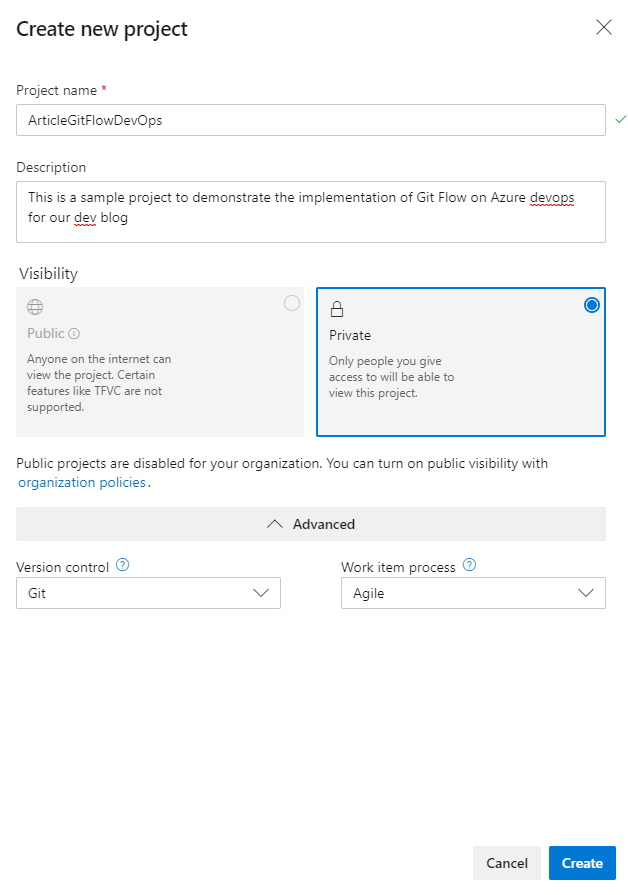 Create new project
Project name *
ArticleGitFlowDevOps
Description
This is a sample project to demonstrate the implementation of Git Flow on Azure devops
for our dev blog
Visibility
Public
Anyone on the internet can
view the project. Certain
features like TFVC are not
supported.
Private
Only people you give
access to will be able to
view this project.
Public projects are disabled for your organization. You can turn on public visibility with
organization policies.
Advanced
Version control
Git
Work item process
Agile
Cancel
Create